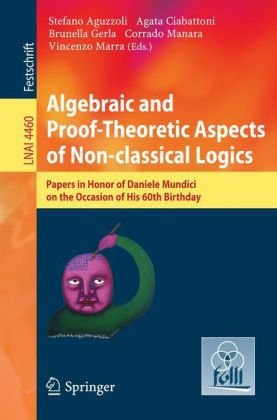 Stefano Aguzzoli Agata Ciabattoni
Brunella Gerla Corrado Manara
Vincenzo Marra (Eds.)
Festschrift
LNAI 4460
Algebraic and
Proof-Theoretic Aspects
of Non-classical Logics
Papers in Honor of Daniele Mundici
on the Occasion of His 60th Birthday
Springer
folli